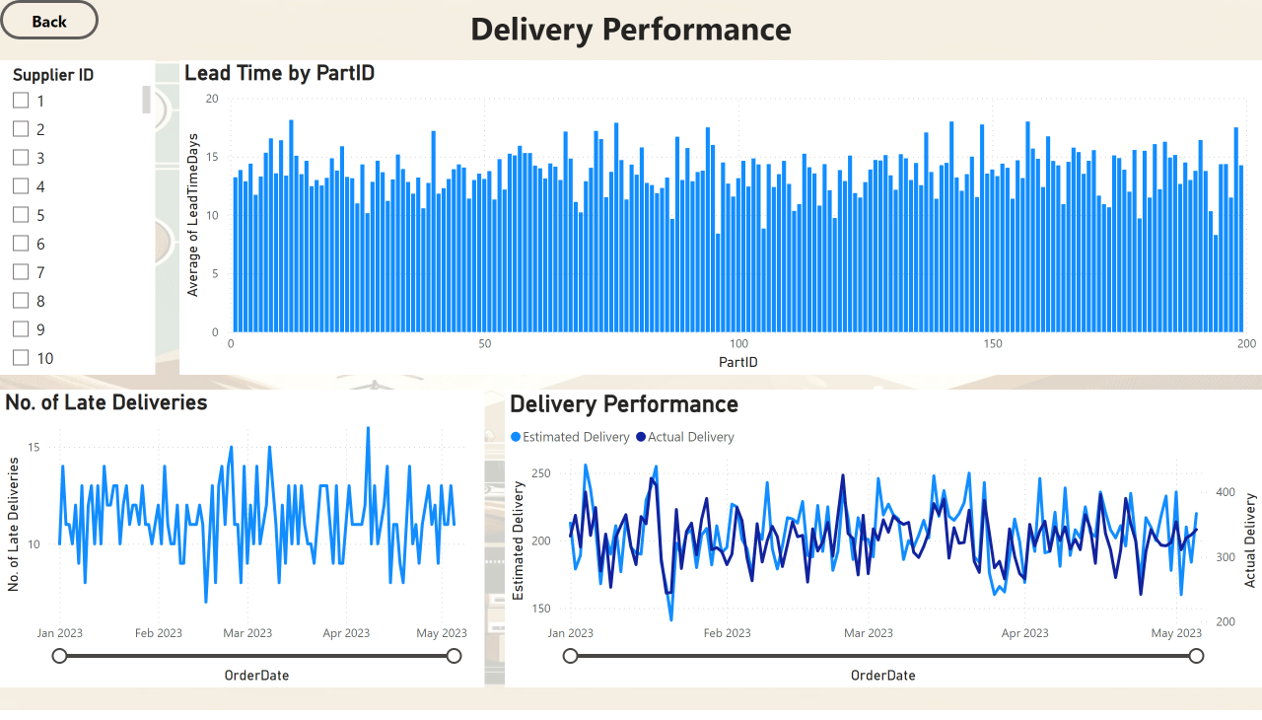 Back
Delivery Performance
Supplier ID
1
2
3
4
5
6
7
8
9
10
Lead Time by PartID
Average of LeadTimeDays
20
15
10
5
0
0 50 100 150 200
PartID
No. of Late Deliveries
No. of Late Deliveries
15
10
Jan 2023 Feb 2023 Mar 2023 Apr 2023 May 2023
OrderDate
Delivery Performance
Estimated Delivery Actual Delivery
Estimated Delivery
250
200
150
400
300
200
Actual Delivery
Jan 2023 Feb 2023 Mar 2023 Apr 2023 May 2023
OrderDate